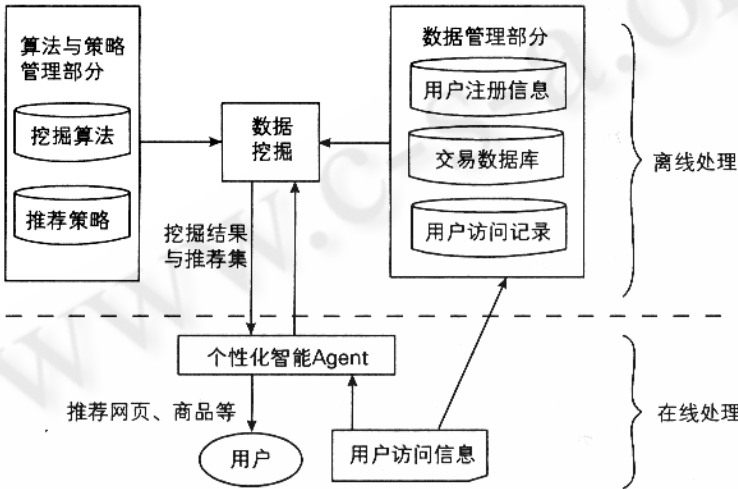 算法与策略
管理部分
挖掘算法
推荐策略
数据
挖掘
数据管理部分
用户注册信息
交易数据库
用户访问记录
离线处理
挖掘结果
与推荐集
个性化智能Agent
推荐网页、商品等
用户
用户访问信息
在线处理